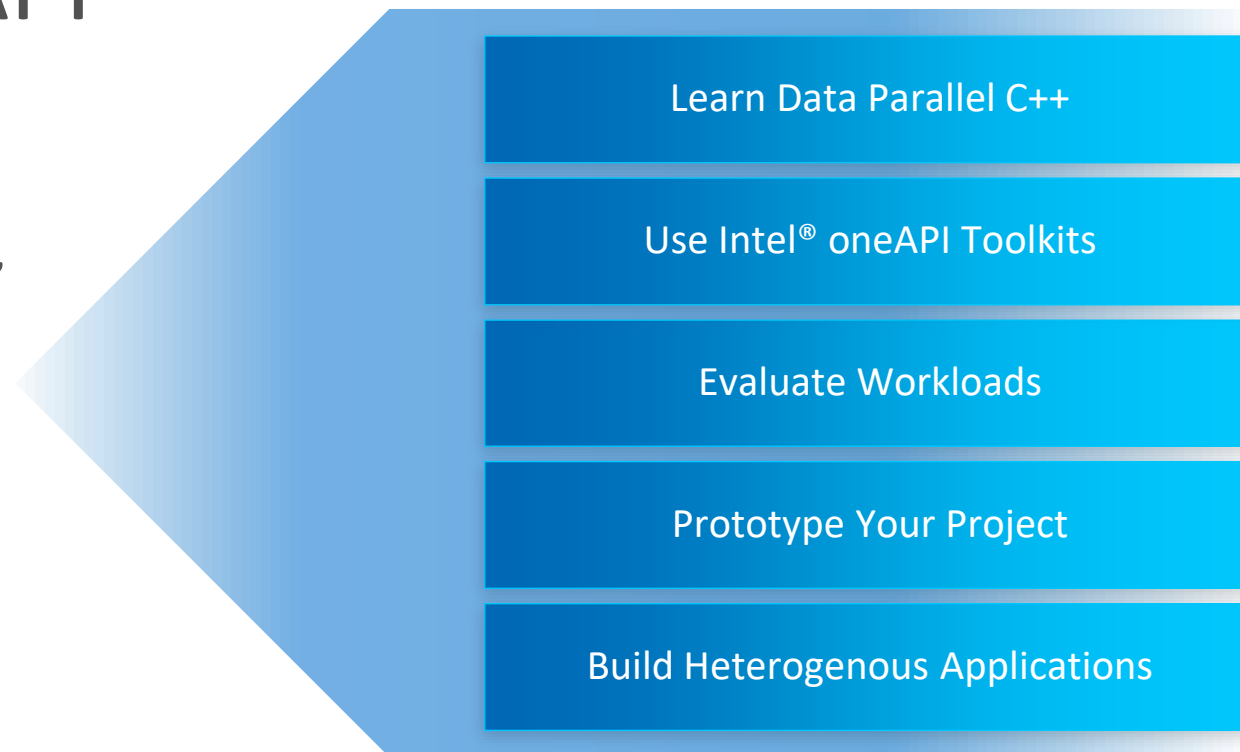 Learn Data Parallel C++
Use Intel® oneAPI Toolkits
Evaluate Workloads
Prototype Your Project
Build Heterogenous Applications